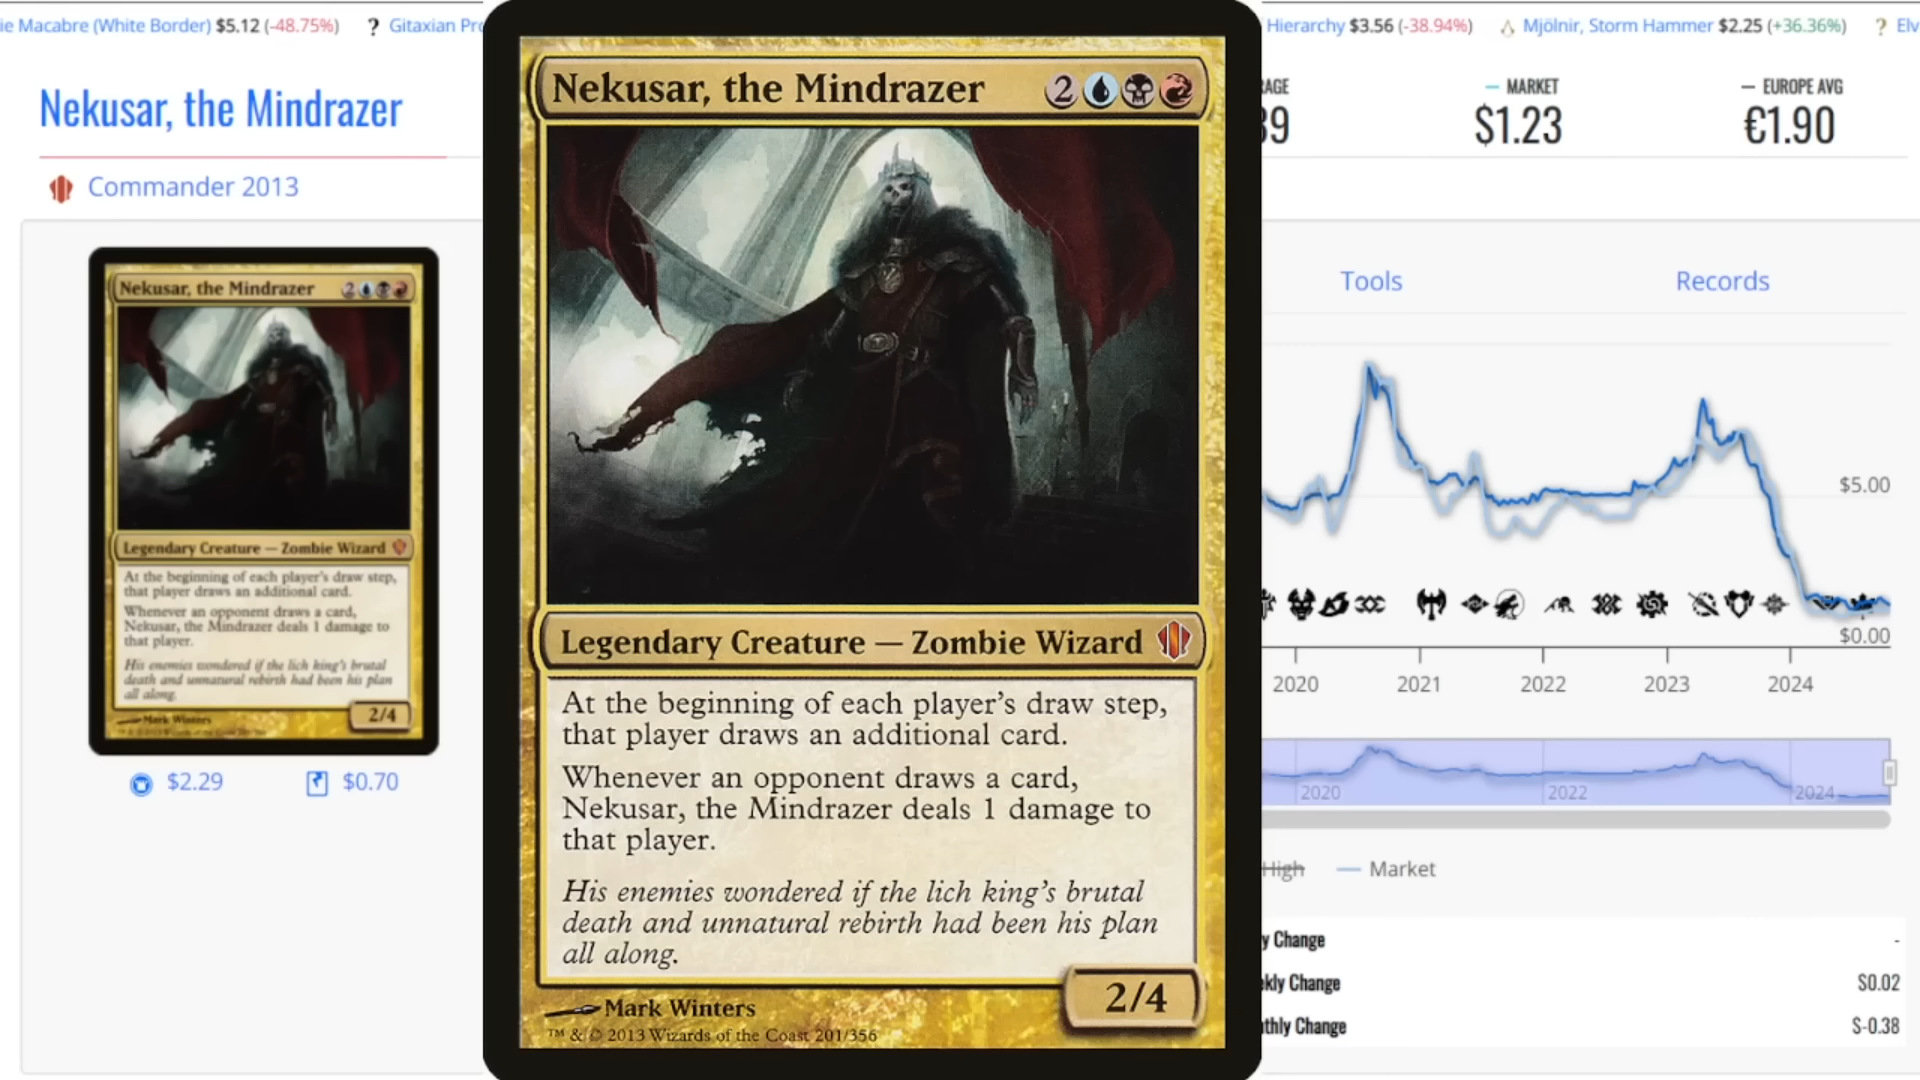 ie Macabre (White Border) $5.12 (-48.75%)
? Gitaxian Pr
Hierarchy $3.56 (-38.94%)
Mjölnir, Storm Hammer $2.25 (+36.36%)
? Elv
Nekusar, the Mindrazer
Commander 2013
Nekusar, the Mindrazer 2
Legendary Creature — Zombie Wizard
At the beginning of each player's draw step,
that player draws an additional card.
Whenever an opponent draws a card,
Nekusar, the Mindrazer deals 1 damage to
that player.
His enemies wondered if the lich king's brutal
death and unnatural rebirth had been his plan
all along.
Mark Winters
2/4
$2.29
$0.70
Nekusar, the Mindrazer 2
Legendary Creature — Zombie Wizard
At the beginning of each player's draw step,
that player draws an additional card.
Whenever an opponent draws a card,
Nekusar, the Mindrazer deals 1 damage to
that player.
His enemies wondered if the lich king's brutal
death and unnatural rebirth had been his plan
all along.
2/4
Mark Winters
™ & © 2013 Wizards of the Coast 201/356
RAGE
39
MARKET
$1.23
EUROPE AVG
€1.90
Tools
Records
$5.00
$0.00
2020 2021 2022 2023 2024
2020 2022 2024
High
Market
y Change -
kly Change $0.02
thly Change $-0.38